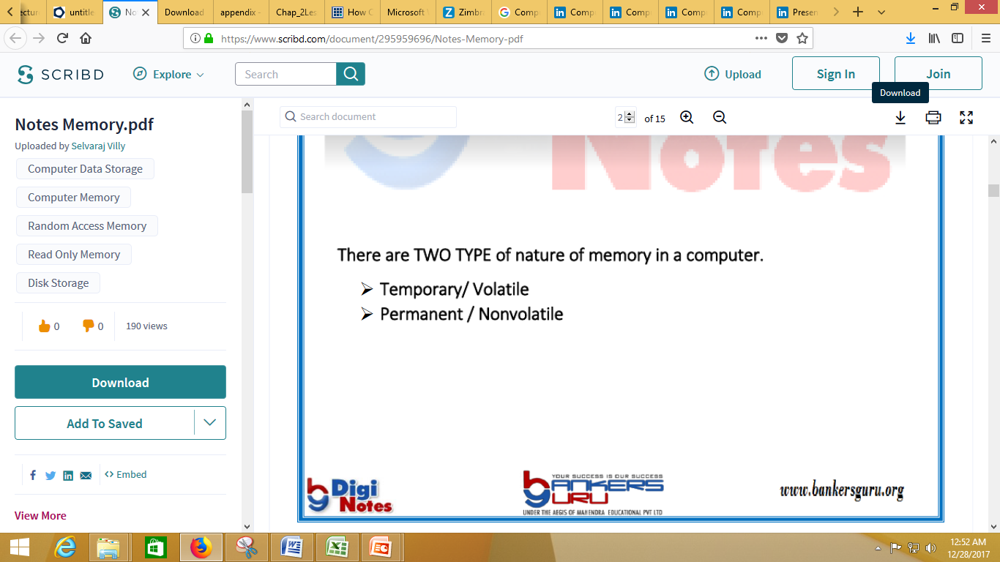 ectur
untitle
No
Download
appendix -
Chap_2Les
How C
Microsoft
Zimbra
Comp
Comp
Comp
Comp
Comp
Presen
https://www.scribd.com/document/295959696/Notes-Memory-pdf
SCRIBD
Explore
Search
Upload
Sign In
Join
Download
Notes Memory.pdf
Uploaded by Selvaraj Villy
Computer Data Storage
Computer Memory
Random Access Memory
Read Only Memory
Disk Storage
0
0
190 views
Download
Add To Saved
<> Embed
View More
Search document
2 of 15
Notes
There are TWO TYPE of nature of memory in a computer.
Temporary/ Volatile
Permanent / Nonvolatile
Digi
Notes
YOUR SUCCESS IS OUR SUCCESS
BANKERS
GURU
UNDER THE AEGIS OF MAHENDRA EDUCATIONAL PVT LTD
www.bankersguru.org
12:52 AM
12/28/2017